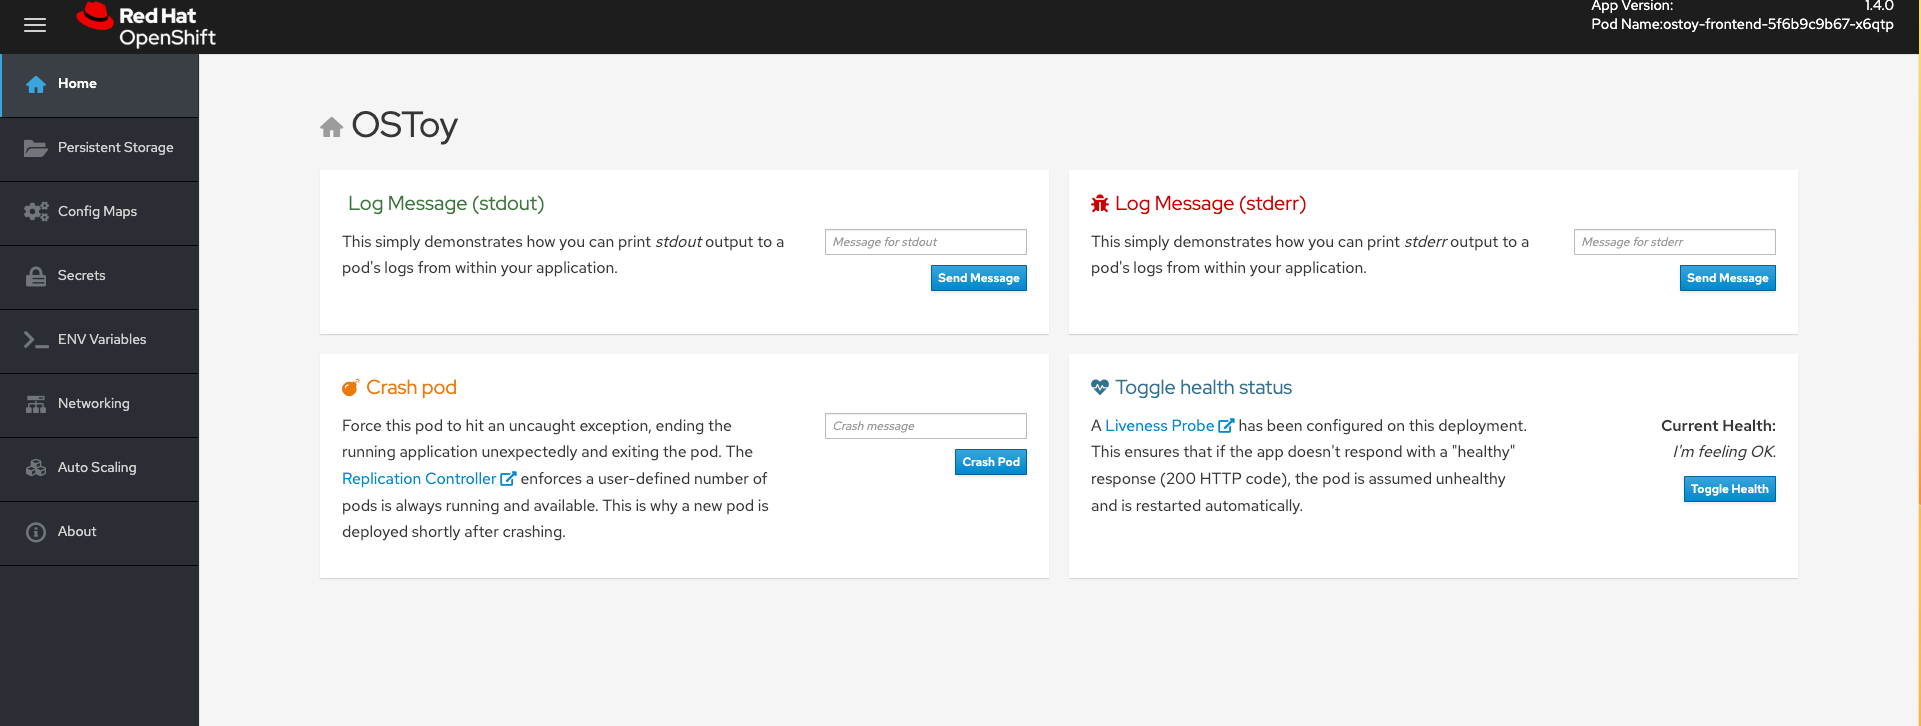 Red Hat
OpenShift
App Version: 1.4.0
Pod Name:ostoy-frontend-5f6b9c9b67-x6qtp
Home
Persistent Storage
Config Maps
Secrets
ENV Variables
Networking
Auto Scaling
About
OSToy
Log Message (stdout)
This simply demonstrates how you can print stdout output to a
pod's logs from within your application.
Message for stdout
Send Message
Log Message (stderr)
This simply demonstrates how you can print stderr output to a
pod's logs from within your application.
Message for stderr
Send Message
Crash pod
Force this pod to hit an uncaught exception, ending the
running application unexpectedly and exiting the pod. The
Replication Controller enforces a user-defined number of
pods is always running and available. This is why a new pod is
deployed shortly after crashing.
Crash message
Crash Pod
Toggle health status
A Liveness Probe has been configured on this deployment.
This ensures that if the app doesn't respond with a "healthy"
response (200 HTTP code), the pod is assumed unhealthy
and is restarted automatically.
Current Health:
I'm feeling OK.
Toggle Health